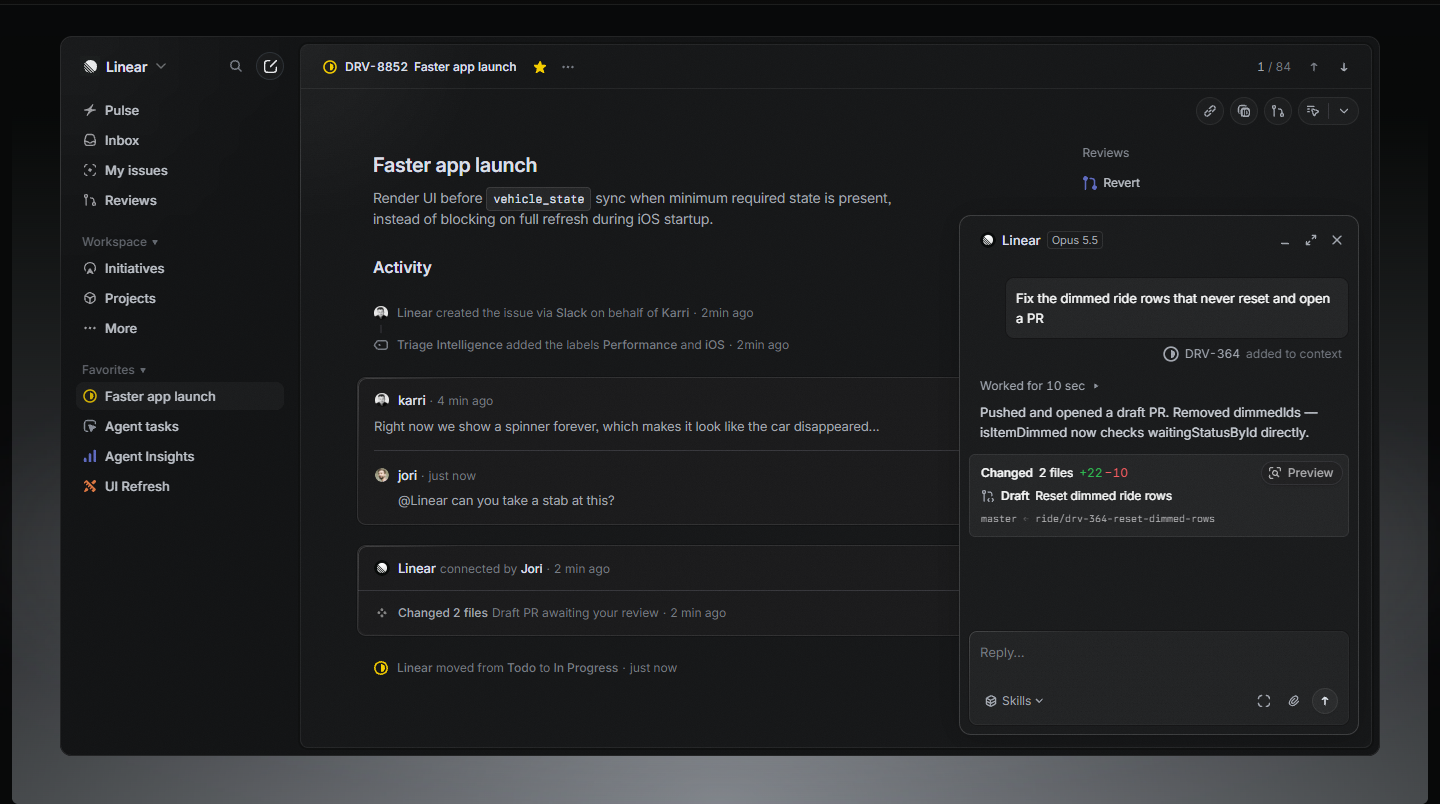 Linear
Pulse
Inbox
My issues
Reviews
Workspace
Initiatives
Projects
More
Favorites
Faster app launch
Agent tasks
Agent Insights
UI Refresh
DRV-8852 Faster app launch
1 / 84
Faster app launch
Render UI before vehicle_state sync when minimum required state is present,
instead of blocking on full refresh during iOS startup.
Activity
Linear created the issue via Slack on behalf of Karri · 2min ago
Triage Intelligence added the labels Performance and iOS · 2min ago
karri · 4 min ago
Right now we show a spinner forever, which makes it look like the car disappeared...
jori · just now
@Linear can you take a stab at this?
Linear connected by Jori · 2 min ago
Changed 2 files Draft PR awaiting your review · 2 min ago
Linear moved from Todo to In Progress · just now
Reviews
Revert
Linear Opus 5.5
Fix the dimmed ride rows that never reset and open
a PR
DRV-364 added to context
Worked for 10 sec
Pushed and opened a draft PR. Removed dimmedIds —
isItemDimmed now checks waitingStatusById directly.
Changed 2 files +22 −10
Preview
Draft Reset dimmed ride rows
master ride/drv-364-reset-dimmed-rows
Reply...
Skills